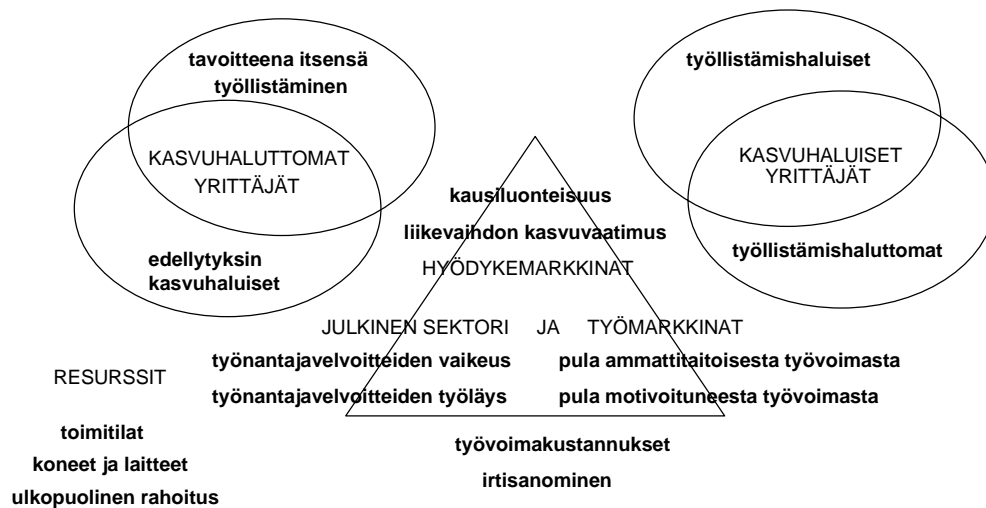 tavoitteena itsensä
työllistäminen
KASVUHALUTTOMAT
YRITTÄJÄT
edellytyksin
kasvuhaluiset
työllistämishaluiset
KASVUHALUISET
YRITTÄJÄT
työllistämishaluttomat
kausiluonteisuus
liikevaihdon kasvuvaatimus
HYÖDYKEMARKKINAT
JULKINEN SEKTORI JA TYÖMARKKINAT
työnantajavelvoitteiden vaikeus pula ammattitaitoisesta työvoimasta
työnantajavelvoitteiden työläys pula motivoituneesta työvoimasta
työvoimakustannukset
irtisanominen
RESURSSIT
toimitilat
koneet ja laitteet
ulkopuolinen rahoitus